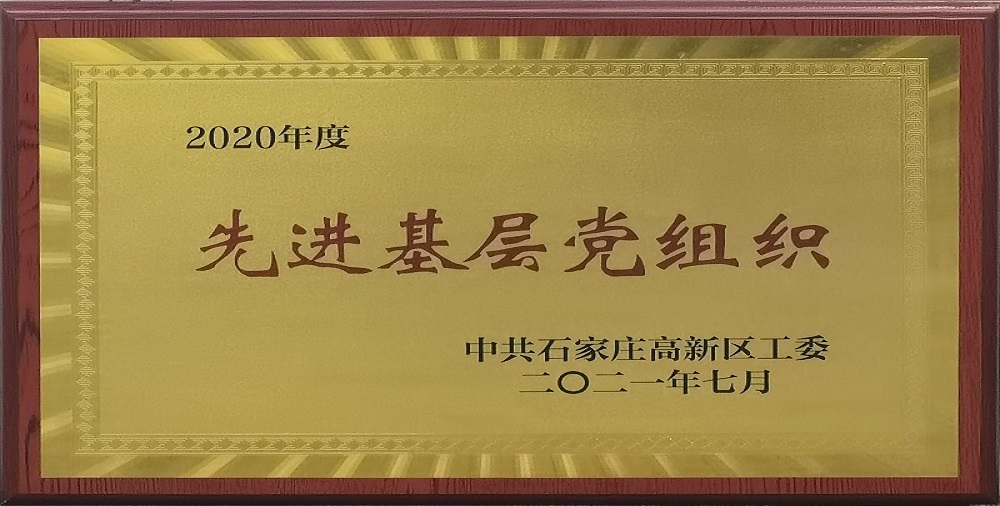 2020年度
先进基层党组织
中共石家庄高新区工委
二〇二一年七月